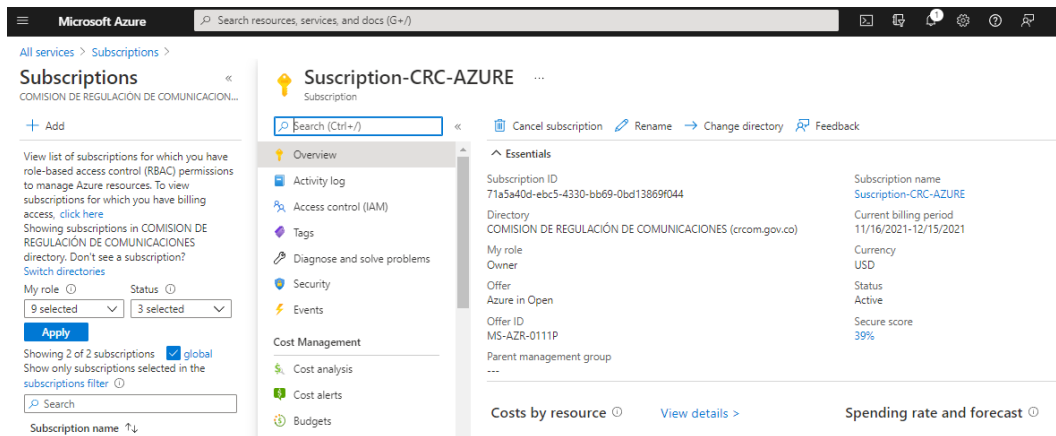 Microsoft Azure
Search resources, services, and docs (G+/)
1
All services > Subscriptions >
Subscriptions
«
COMISION DE REGULACIÓN DE COMUNICACION...
+ Add
View list of subscriptions for which you have
role-based access control (RBAC) permissions
to manage Azure resources. To view
subscriptions for which you have billing
access, click here
Showing subscriptions in COMISION DE
REGULACIÓN DE COMUNICACIONES
directory. Don't see a subscription?
Switch directories
My role
Status
9 selected
3 selected
Apply
Showing 2 of 2 subscriptions
global
Show only subscriptions selected in the
subscriptions filter
Search
Subscription name ↑↓
Suscription-CRC-AZURE ...
Subscription
Search (Ctrl+/)
«
Overview
Activity log
Access control (IAM)
Tags
Diagnose and solve problems
Security
Events
Cost Management
Cost analysis
Cost alerts
Budgets
Cancel subscription
Rename
Change directory
Feedback
Essentials
Subscription ID
71a5a40d-ebc5-4330-bb69-0bd13869f044
Directory
COMISION DE REGULACIÓN DE COMUNICACIONES (crcom.gov.co)
My role
Owner
Offer
Azure in Open
Offer ID
MS-AZR-0111P
Parent management group
---
Subscription name
Suscription-CRC-AZURE
Current billing period
11/16/2021-12/15/2021
Currency
USD
Status
Active
Secure score
39%
Costs by resource
View details >
Spending rate and forecast